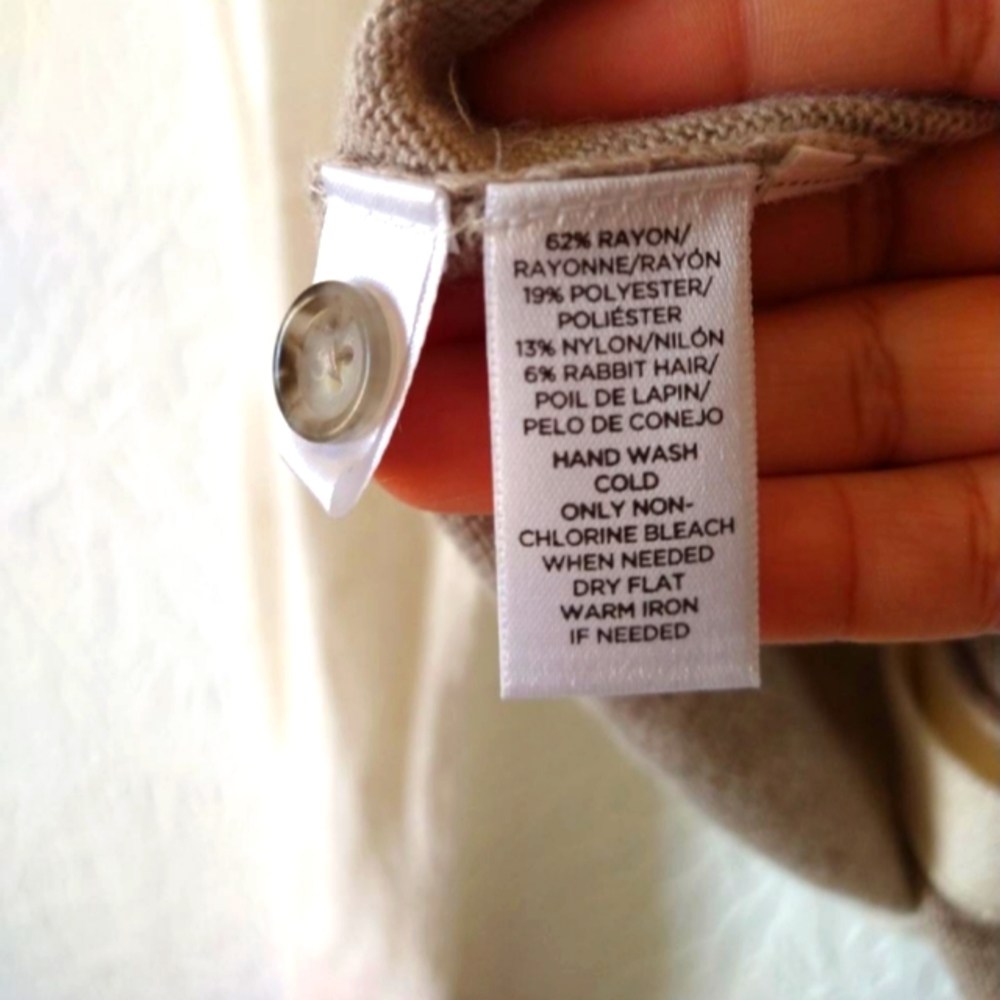 62% RAYON/
RAYONNE/RAYÓN
19% POLYESTER/
POLIÉSTER
13% NYLON/NILÓN
6% RABBIT HAIR/
POIL DE LAPIN/
PELO DE CONEJO
HAND WASH
COLD
ONLY NON-
CHLORINE BLEACH
WHEN NEEDED
DRY FLAT
WARM IRON
IF NEEDED